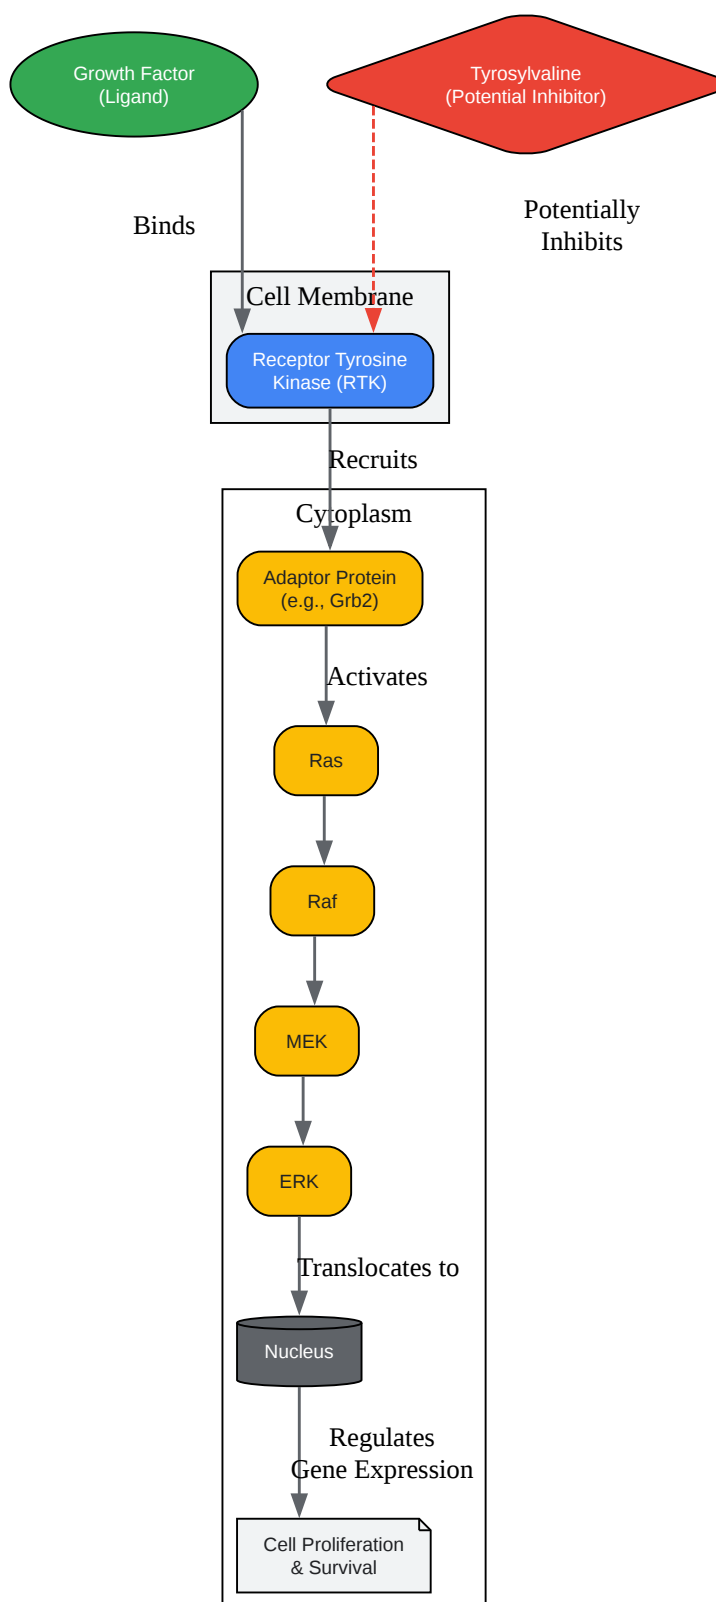 Growth Factor
(Ligand)
Tyrosylvaline
(Potential Inhibitor)
Binds
Potentially
Inhibits
Cell Membrane
Receptor Tyrosine
Kinase (RTK)
Recruits
Cytoplasm
Adaptor Protein
(e.g., Grb2)
Activates
Ras
Raf
MEK
ERK
Translocates to
Nucleus
Regulates
Gene Expression
Cell Proliferation
& Survival